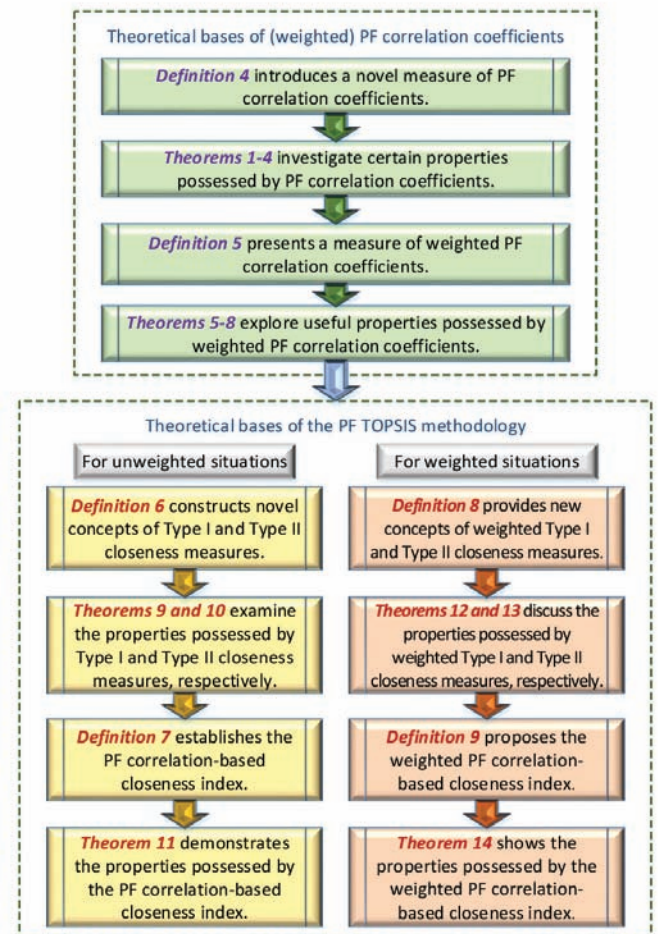 Theoretical bases of (weighted) PF correlation coefficients
Definition 4 introduces a novel measure of PF
correlation coefficients.
Theorems 1-4 investigate certain properties
possessed by PF correlation coefficients.
Definition 5 presents a measure of weighted PF
correlation coefficients.
Theorems 5-8 explore useful properties possessed by
weighted PF correlation coefficients.
Theoretical bases of the PF TOPSIS methodology
For unweighted situations
Definition 6 constructs novel
concepts of Type I and Type II
closeness measures.
Theorems 9 and 10 examine
the properties possessed by
Type I and Type II closeness
measures, respectively.
Definition 7 establishes the
PF correlation-based
closeness index.
Theorem 11 demonstrates
the properties possessed by
the PF correlation-based
closeness index.
For weighted situations
Definition 8 provides new
concepts of weighted Type I
and Type II closeness measures.
Theorems 12 and 13 discuss the
properties possessed by
weighted Type I and Type II
closeness measures, respectively.
Definition 9 proposes the
weighted PF correlation-
based closeness index.
Theorem 14 shows the
properties possessed by the
weighted PF correlation-
based closeness index.